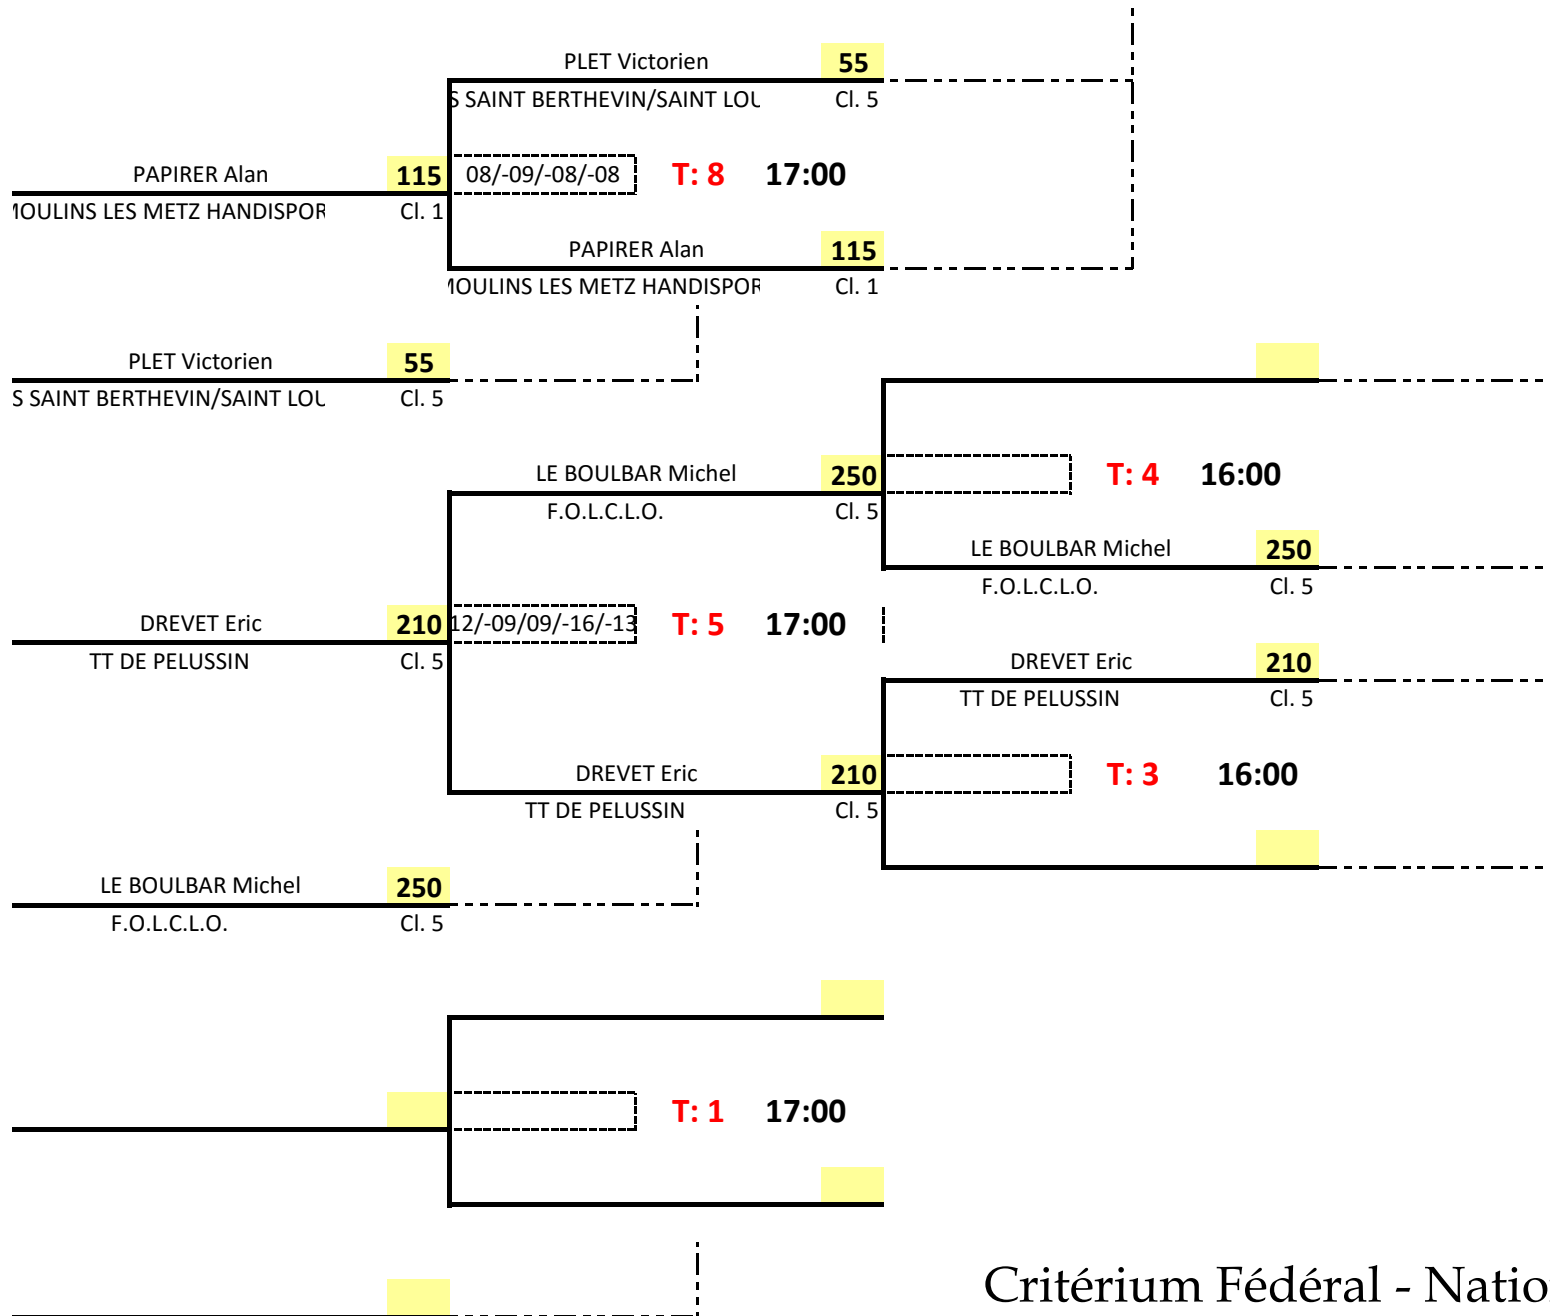 PLET Victorien 55
S SAINT BERTHEVIN/SAINT LOU Cl. 5
PAPIRER Alan 115 08/-09/-08/-08 T: 8 17:00
MOULINS LES METZ HANDISPOR Cl. 1
PAPIRER Alan 115
MOULINS LES METZ HANDISPOR Cl. 1
PLET Victorien 55
S SAINT BERTHEVIN/SAINT LOU Cl. 5
LE BOULBAR Michel 250 T: 4 16:00
F.O.L.C.L.O. Cl. 5
LE BOULBAR Michel 250
F.O.L.C.L.O. Cl. 5
DREVET Eric 210 12/-09/09/-16/-13 T: 5 17:00
TT DE PELUSSIN Cl. 5
DREVET Eric 210
TT DE PELUSSIN Cl. 5
DREVET Eric 210 T: 3 16:00
TT DE PELUSSIN Cl. 5
LE BOULBAR Michel 250
F.O.L.C.L.O. Cl. 5
T: 1 17:00
Critérium Fédéral - Natio